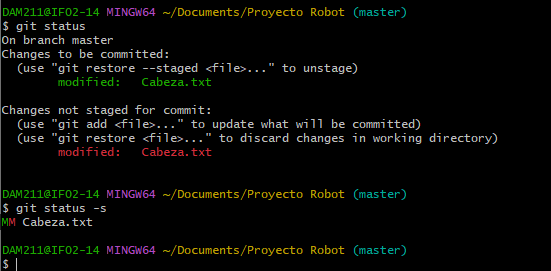 DAM211@IFO2-14 MINGW64 ~/Documents/Proyecto Robot (master)
$ git status
On branch master
Changes to be committed:
  (use "git restore --staged <file>..." to unstage)
        modified:   Cabeza.txt

Changes not staged for commit:
  (use "git add <file>..." to update what will be committed)
  (use "git restore <file>..." to discard changes in working directory)
        modified:   Cabeza.txt


DAM211@IFO2-14 MINGW64 ~/Documents/Proyecto Robot (master)
$ git status -s
MM Cabeza.txt

DAM211@IFO2-14 MINGW64 ~/Documents/Proyecto Robot (master)
$